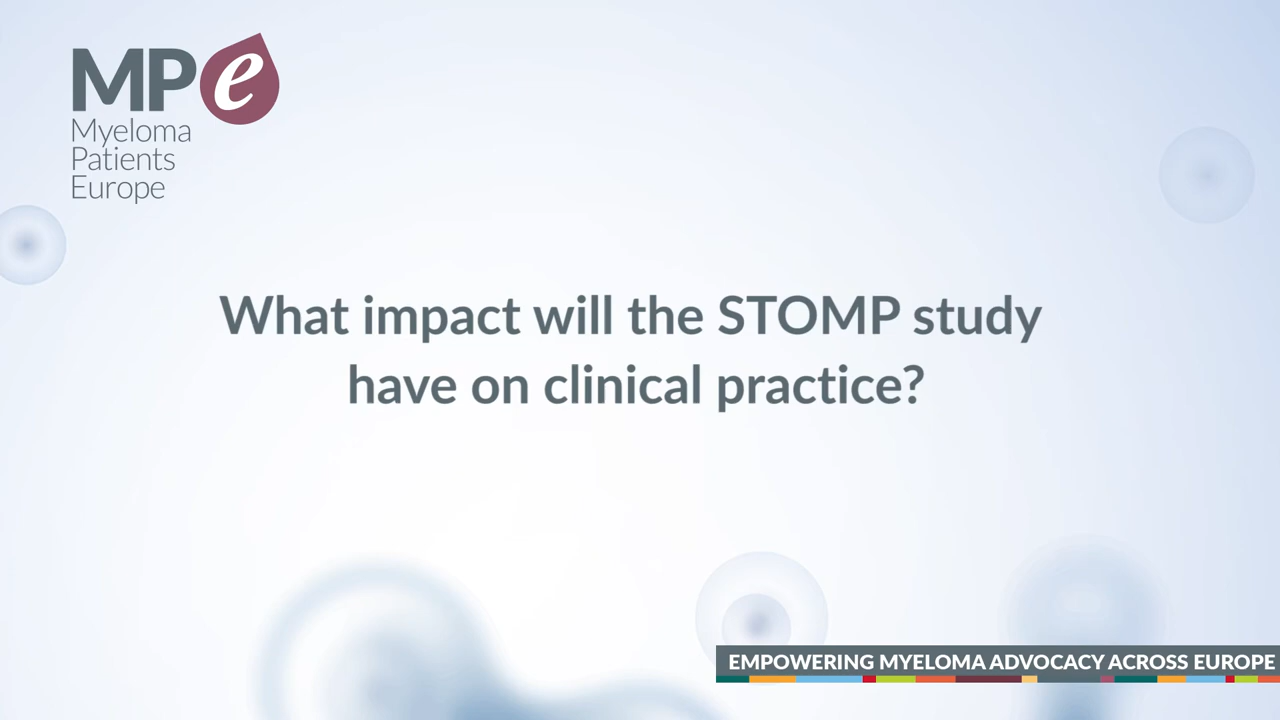 MPe
Myeloma
Patients
Europe
What impact will the STOMP study
have on clinical practice?
EMPOWERING MYELOMA ADVOCACY ACROSS EUROPE